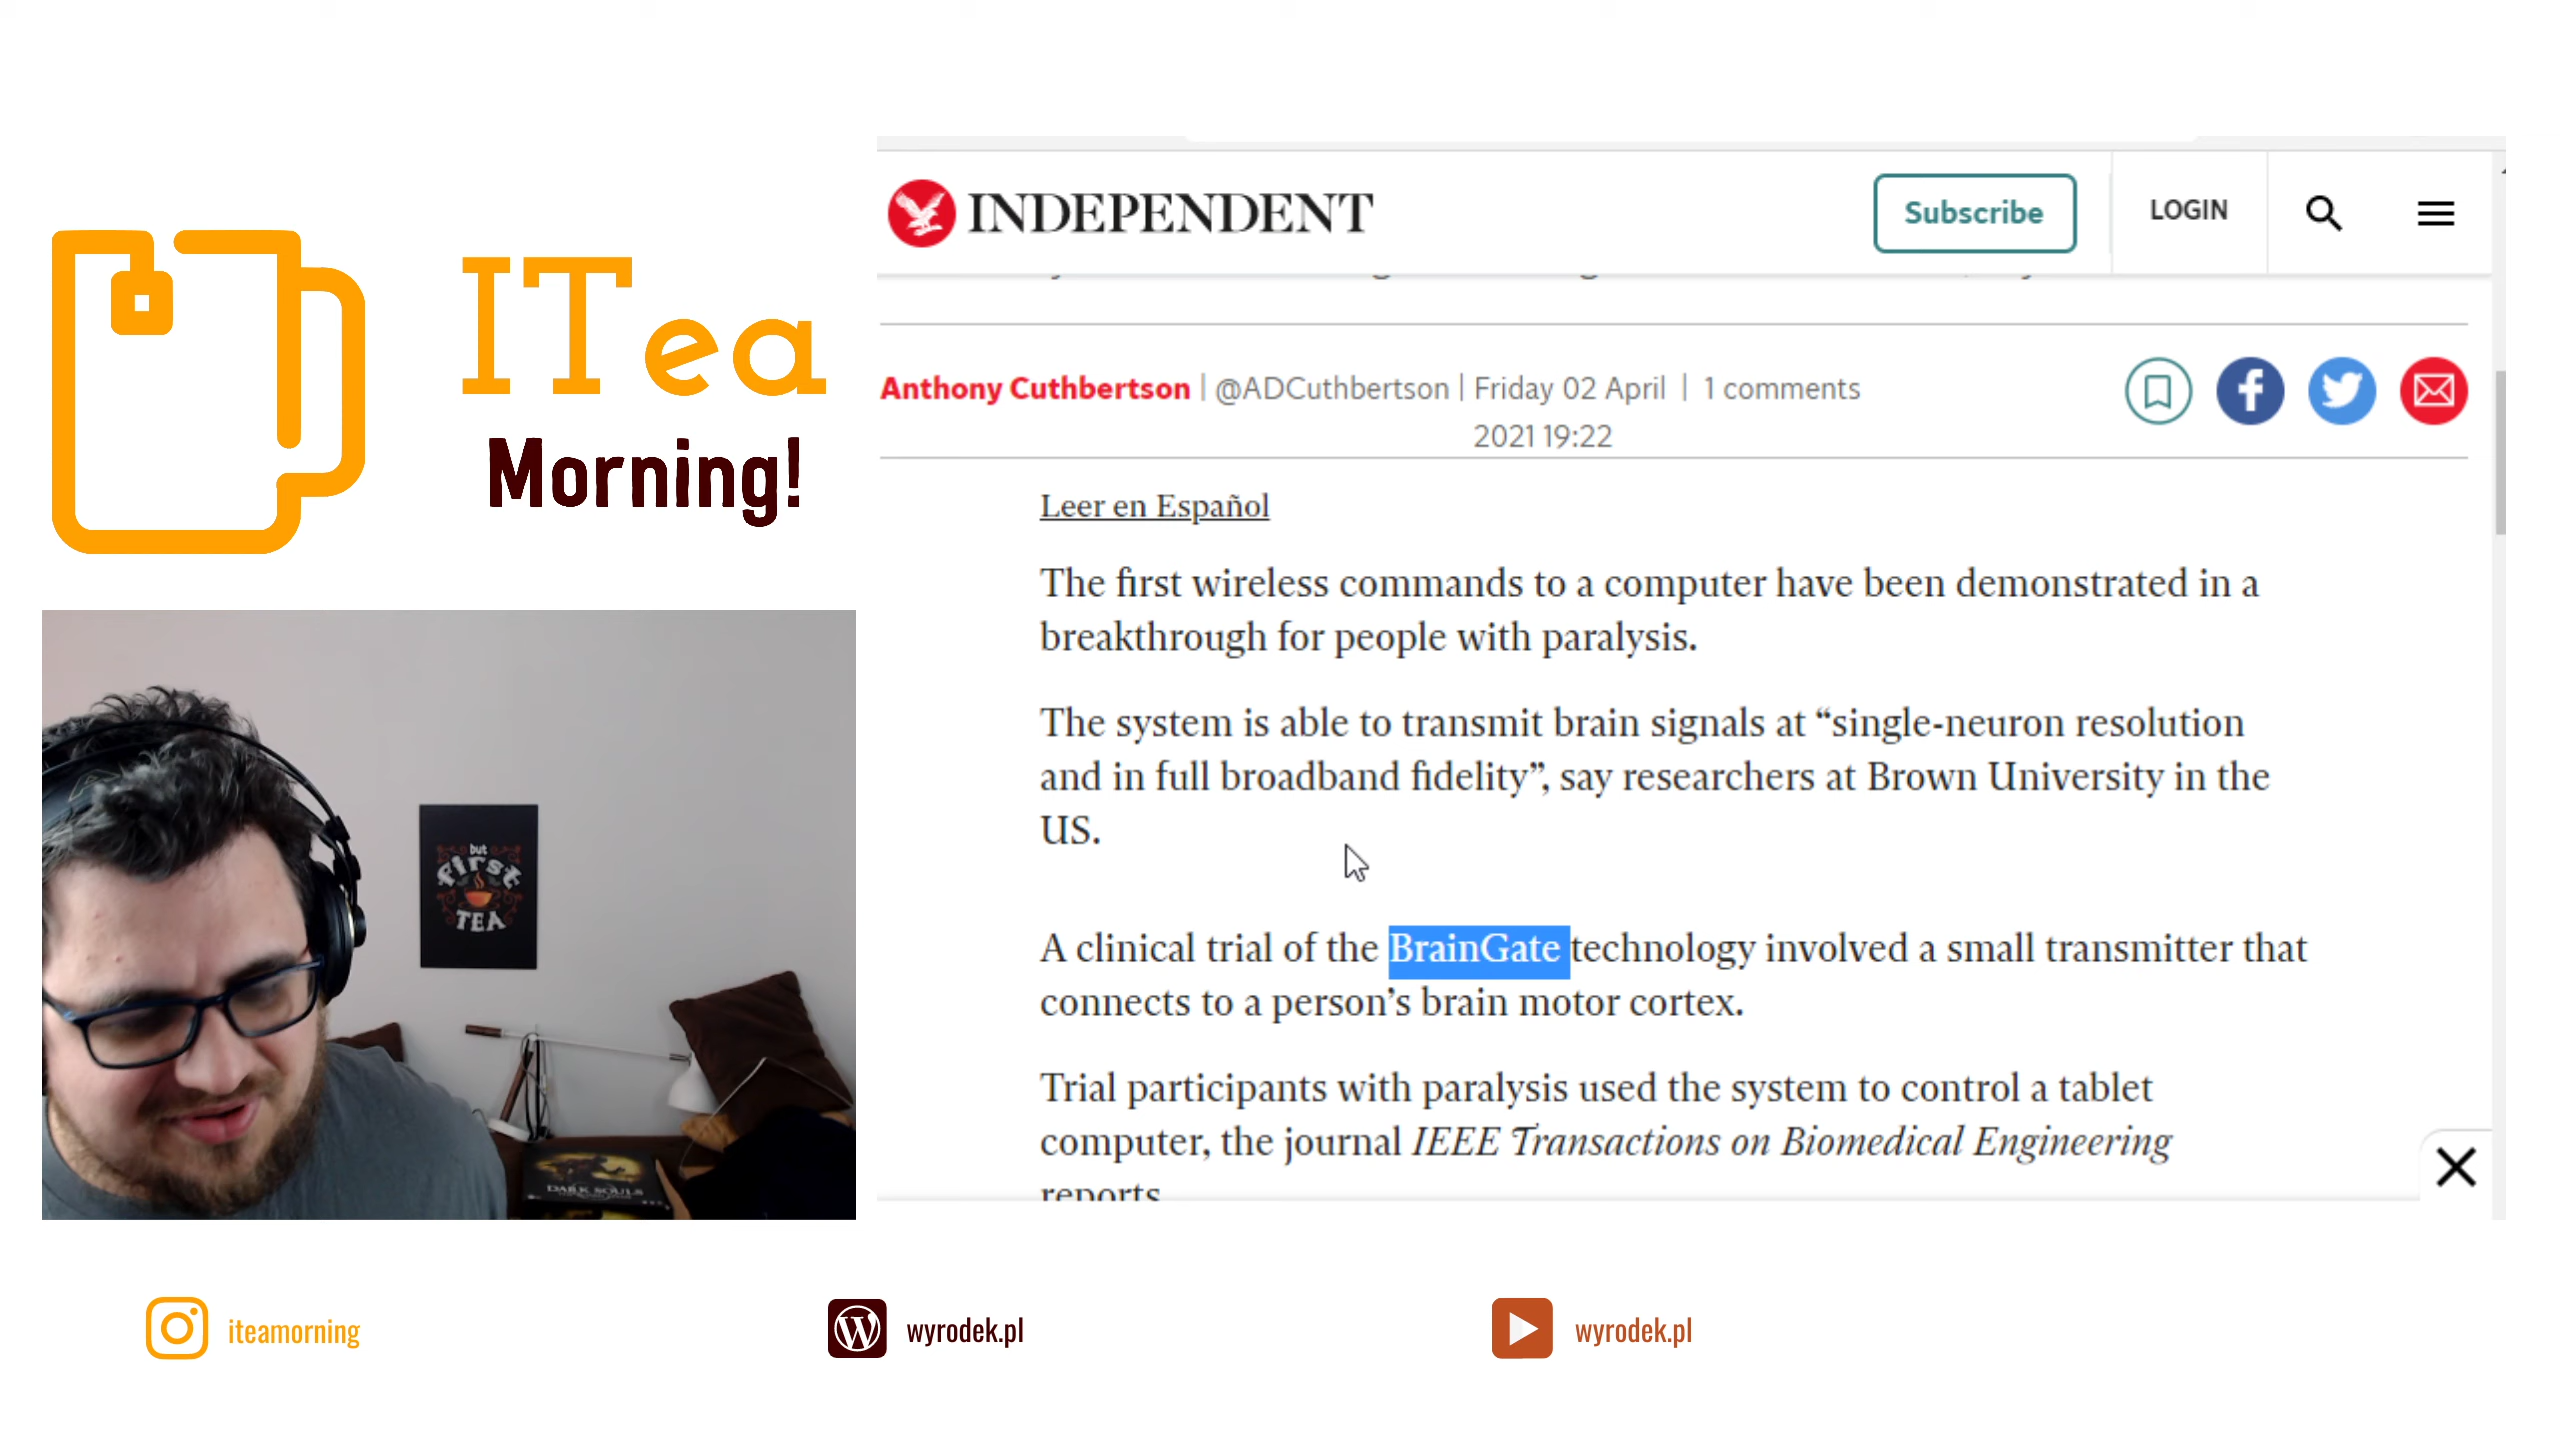 ITea
Morning!
but
first
TEA
DARK SOULS
INDEPENDENT
Subscribe
LOGIN
Anthony Cuthbertson | @ADCuthbertson | Friday 02 April | 1 comments
2021 19:22
Leer en Español
The first wireless commands to a computer have been demonstrated in a
breakthrough for people with paralysis.
The system is able to transmit brain signals at “single-neuron resolution
and in full broadband fidelity”, say researchers at Brown University in the
US.
A clinical trial of the BrainGate technology involved a small transmitter that
connects to a person’s brain motor cortex.
Trial participants with paralysis used the system to control a tablet
computer, the journal IEEE Transactions on Biomedical Engineering
reports
iteamorning
wyrodek.pl
wyrodek.pl